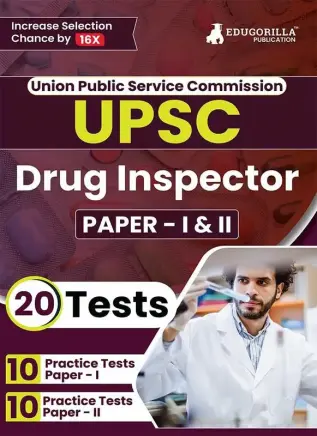 Increase Selection
Chance by 16X
EDUGORILLA
PUBLICATION
Union Public Service Commission
UPSC
Drug Inspector
PAPER - I & II
20 Tests
10 Practice Tests
Paper - I
10 Practice Tests
Paper - II